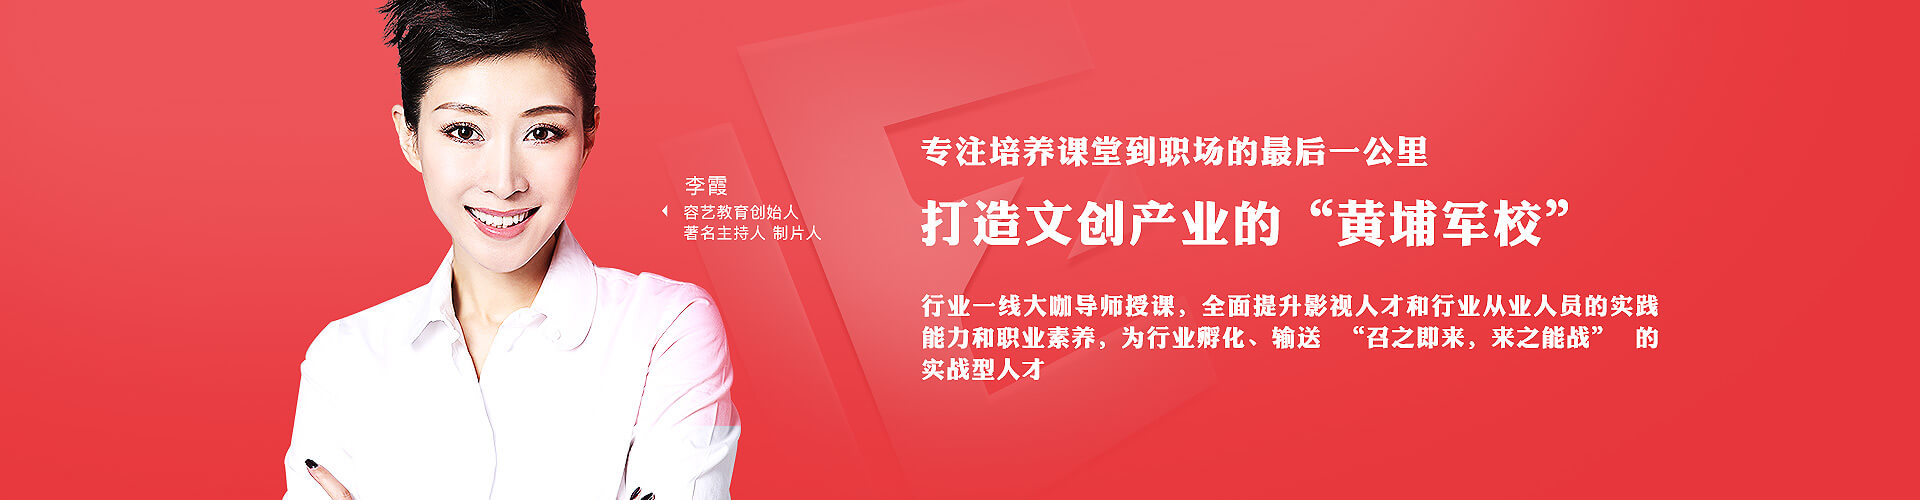 李霞
容艺教育创始人
著名主持人 制片人
专注培养课堂到职场的最后一公里
打造文创产业的“黄埔军校”
行业一线大咖导师授课，全面提升影视人才和行业从业人员的实践
能力和职业素养，为行业孵化、输送 “召之即来，来之能战” 的
实战型人才